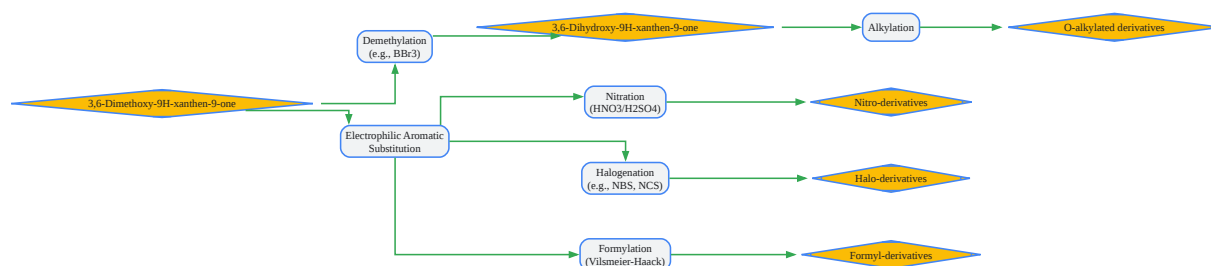 3,6-Dihydroxy-9H-xanthen-9-one
Alkylation
O-alkylated derivatives
Demethylation
(e.g., BBr3)
3,6-Dimethoxy-9H-xanthen-9-one
Nitration
(HNO3/H2SO4)
Nitro-derivatives
Electrophilic Aromatic
Substitution
Halogenation
(e.g., NBS, NCS)
Halo-derivatives
Formylation
(Vilsmeier-Haack)
Formyl-derivatives